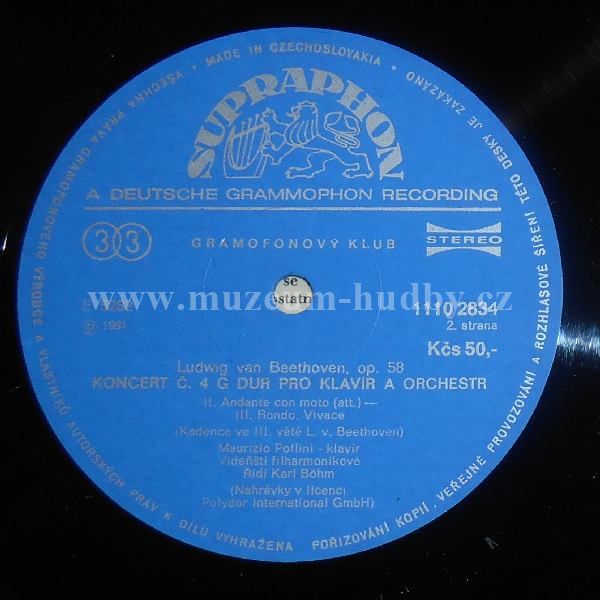 VŠECHNA PRÁVA GRAMOFONOVÉHO VÝROBCE A VLASTNÍKŮ AUTORSKÝCH PRÁV K DÍLU VYHRAŽENA
• MADE IN CZECHOSLOVAKIA •
POŘIZOVÁNÍ KOPIÍ, VEŘEJNÉ PROVOZOVÁNÍ A ROZHLASOVÉ ŠÍŘENÍ TÉTO DESKY JE ZAKÁZÁNO
SUPRAPHON
A DEUTSCHE GRAMMOPHON RECORDING
33 GRAMOFONOVÝ KLUB STEREO
se
ostatn
www.muzeum-hudby.cz
1110 2834
℗ 1981 2. strana
Kčs 50,-
Ludwig van Beethoven, op. 58
KONCERT Č. 4 G DUR PRO KLAVÍR A ORCHESTR
II. Andante con moto (att.) —
III. Rondo. Vivace
(Kadence ve III. větě L. v. Beethoven)
Maurizio Pollini - klavír
Vídeňští filharmonikové
Řídí Karl Böhm
(Nahrávky v licenci
Polydor International GmbH)